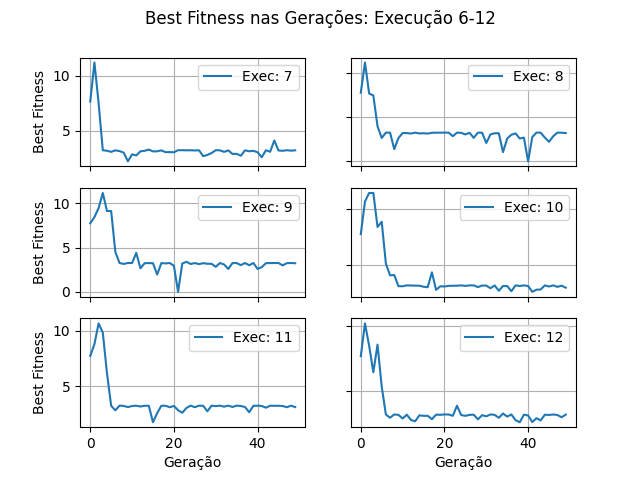 Best Fitness nas Gerações: Execução 6-12
Best Fitness
10
5
Exec: 7
Exec: 8
Best Fitness
10
5
0
Exec: 9
Exec: 10
Best Fitness
10
5
Exec: 11
Exec: 12
0 20 40
0 20 40
Geração
Geração